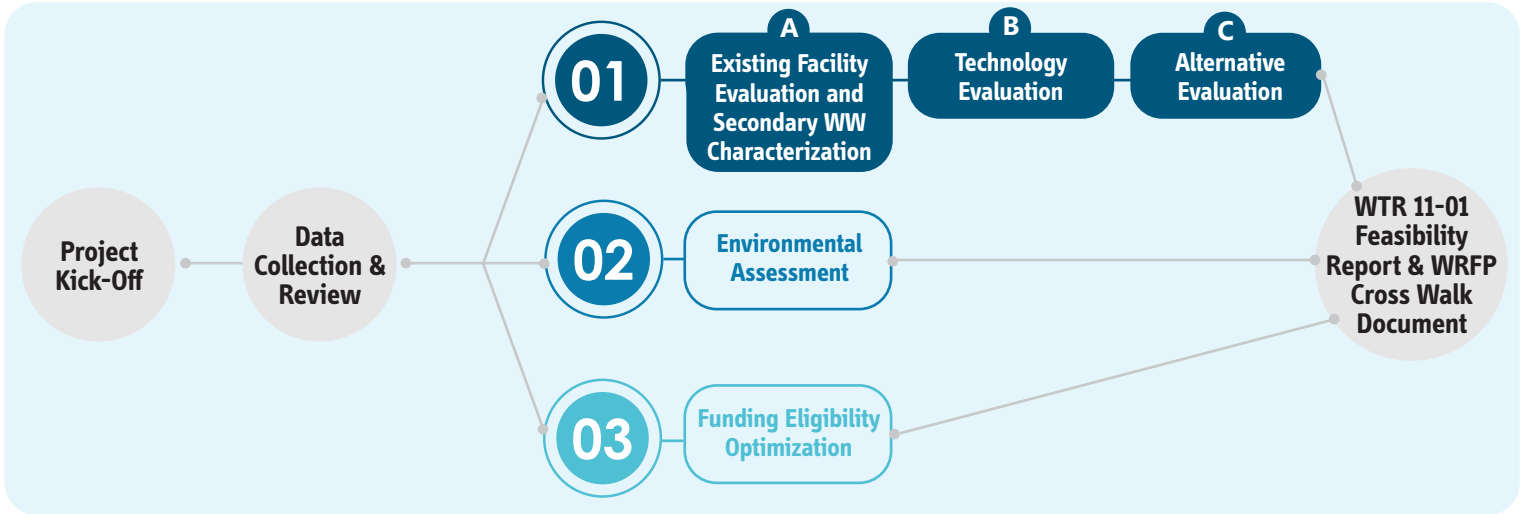 Project
Kick-Off
Data
Collection &
Review
01
A
Existing Facility
Evaluation and
Secondary WW
Characterization
B
Technology
Evaluation
C
Alternative
Evaluation
02
Environmental
Assessment
03
Funding Eligibility
Optimization
WTR 11-01
Feasibility
Report & WRFP
Cross Walk
Document